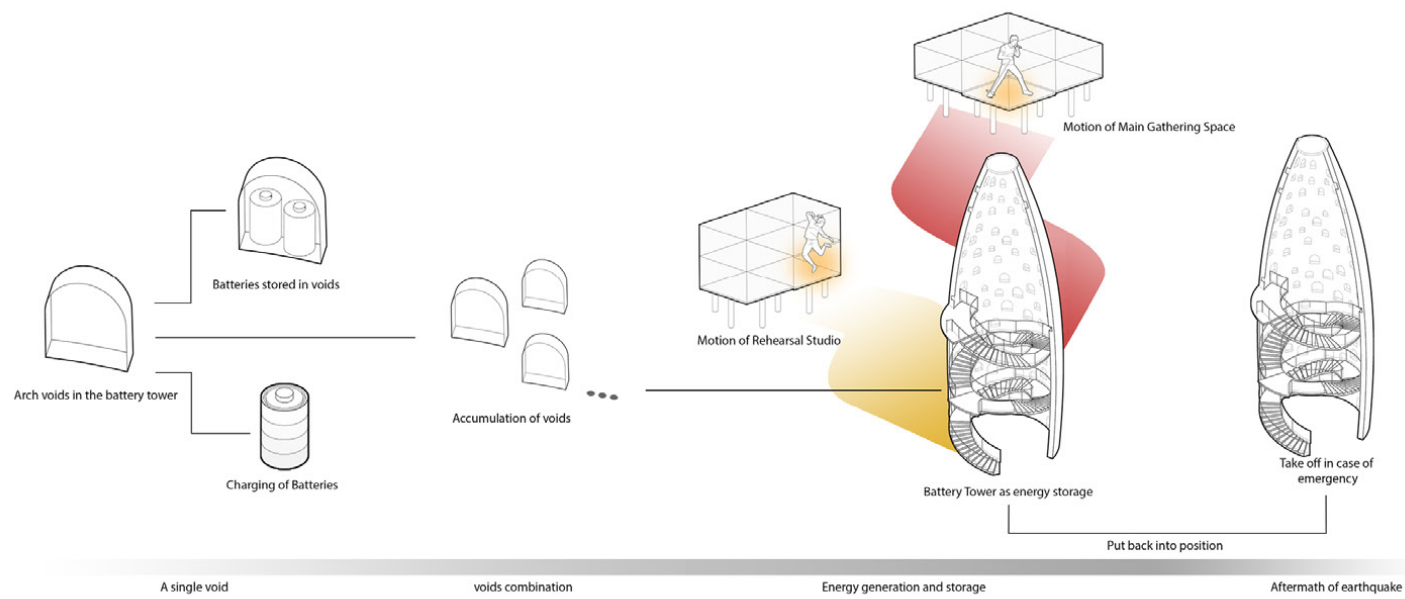 Motion of Main Gathering Space
Batteries stored in voids
Motion of Rehearsal Studio
Arch voids in the battery tower
Accumulation of voids
Charging of Batteries
Battery Tower as energy storage
Take off in case of
emergency
Put back into position
A single void
voids combination
Energy generation and storage
Aftermath of earthquake